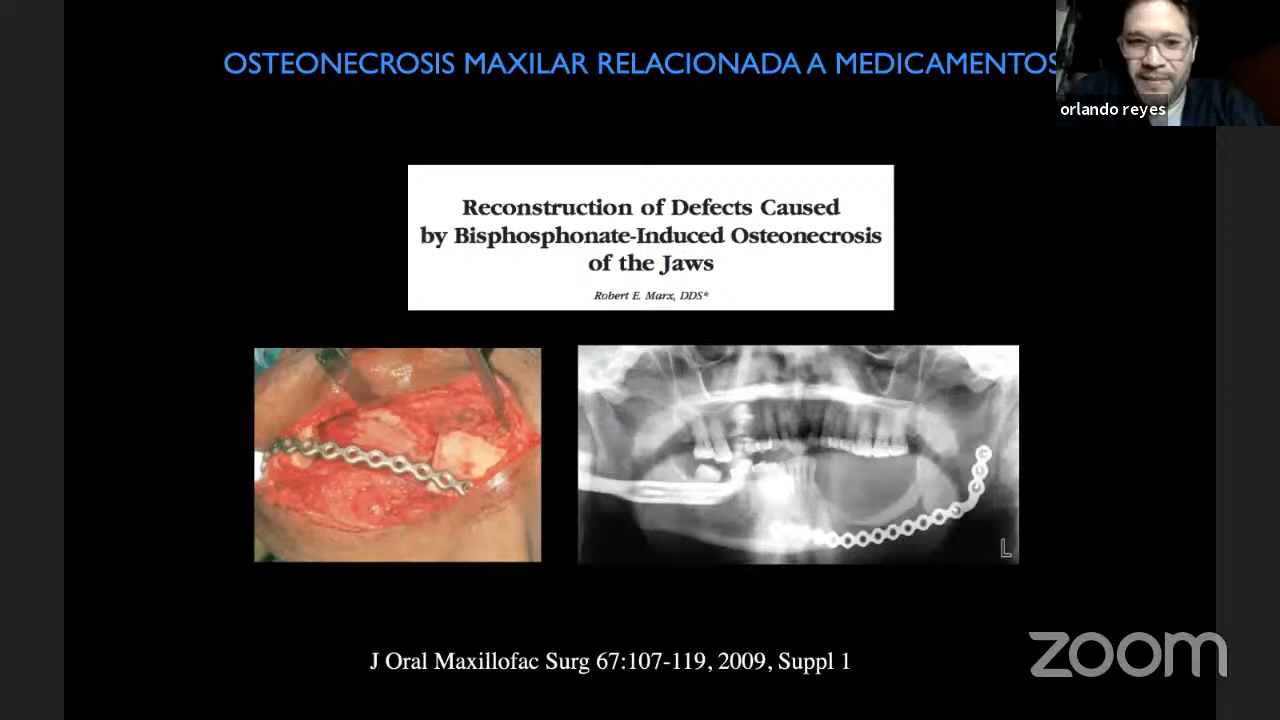 OSTEONECROSIS MAXILAR RELACIONADA A MEDICAMENTOS
orlando reyes
Reconstruction of Defects Caused
by Bisphosphonate-Induced Osteonecrosis
of the Jaws
Robert E. Marx, DDS*
L
J Oral Maxillofac Surg 67:107-119, 2009, Suppl 1
zoom